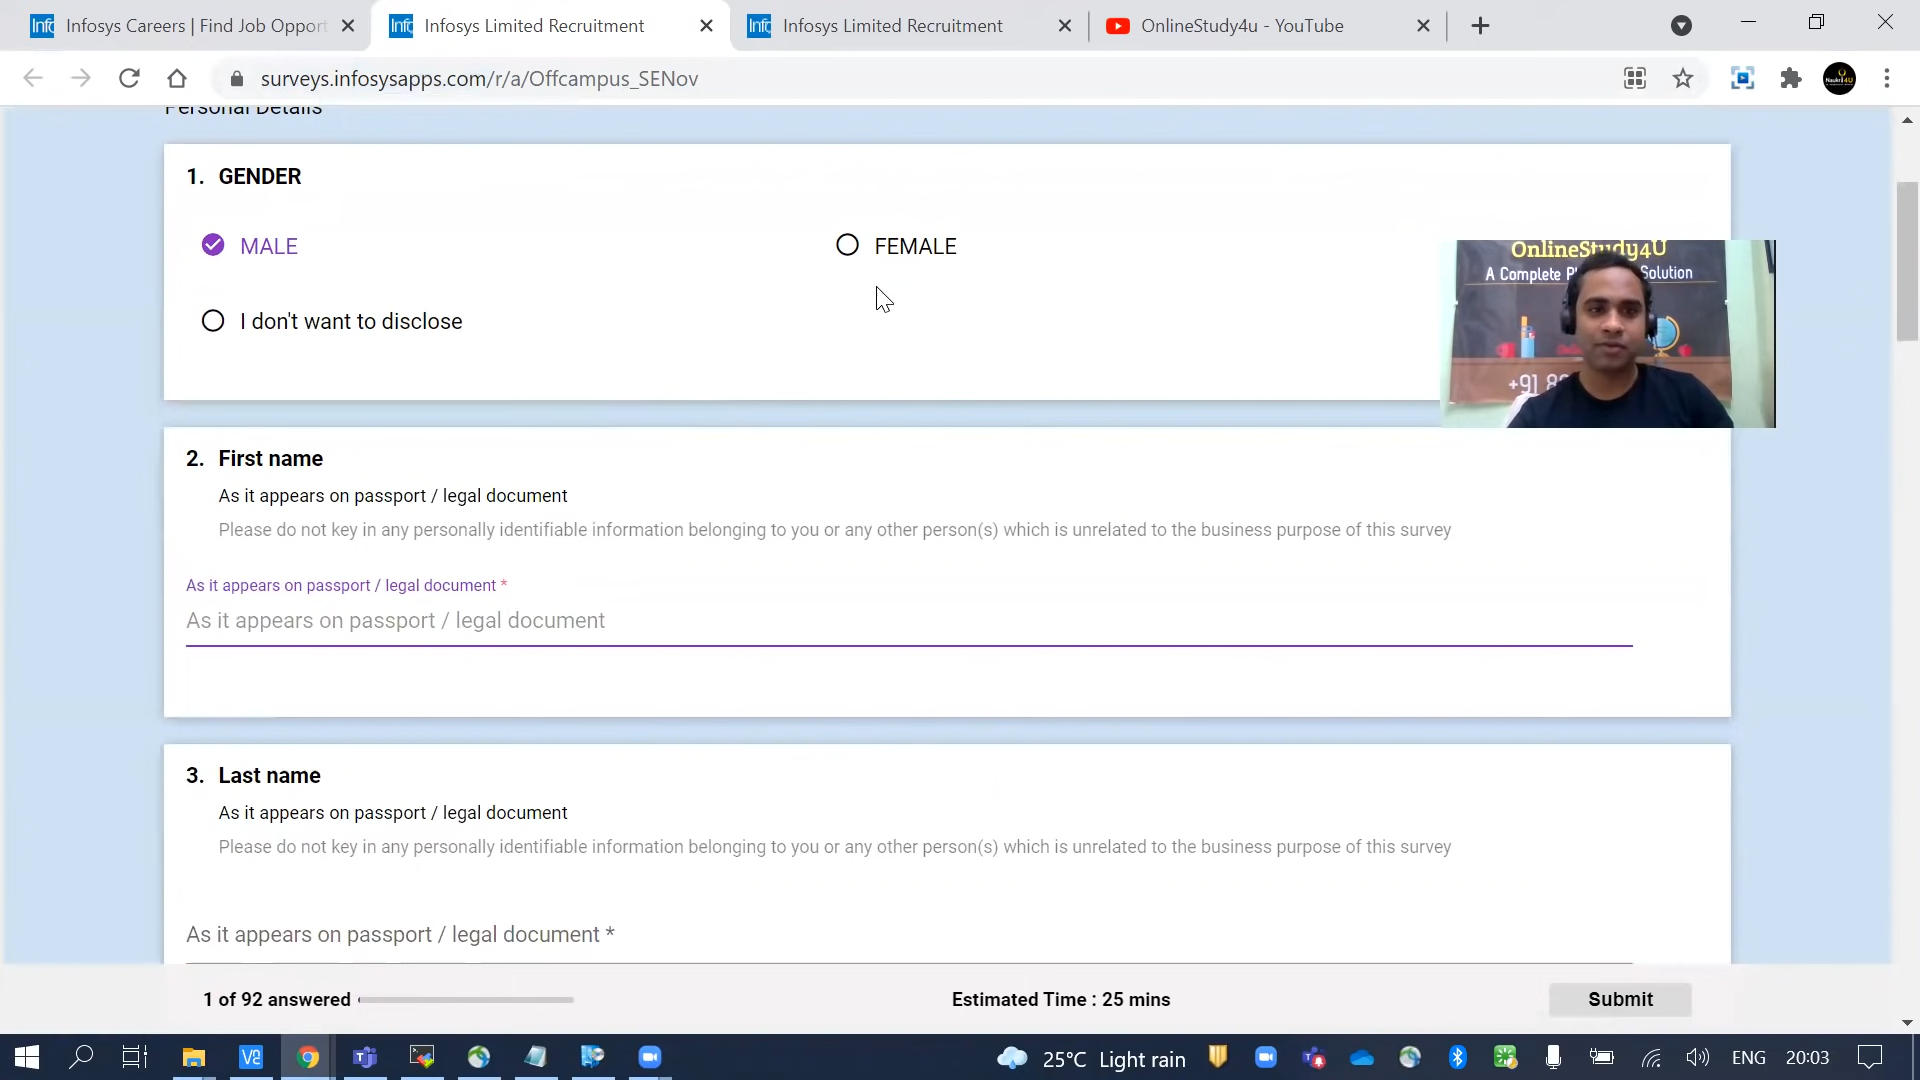 Infosys Careers | Find Job Opport
Infosys Limited Recruitment
Infosys Limited Recruitment
OnlineStudy4u - YouTube
surveys.infosysapps.com/r/a/Offcampus_SENov
Personal Details
1. GENDER
MALE
FEMALE
I don't want to disclose
OnlineStudy4U
A Complete Pl Solution
+91 8
2. First name
As it appears on passport / legal document
Please do not key in any personally identifiable information belonging to you or any other person(s) which is unrelated to the business purpose of this survey
As it appears on passport / legal document *
As it appears on passport / legal document
3. Last name
As it appears on passport / legal document
Please do not key in any personally identifiable information belonging to you or any other person(s) which is unrelated to the business purpose of this survey
As it appears on passport / legal document *
1 of 92 answered
Estimated Time : 25 mins
Submit
25°C Light rain
ENG
20:03